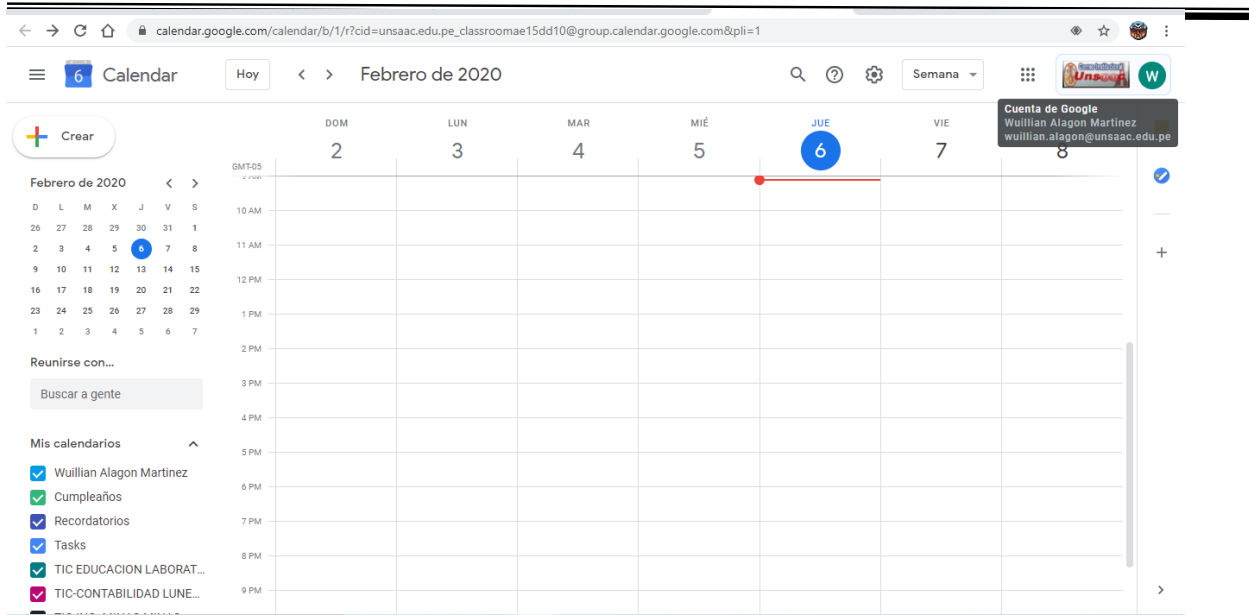 calendar.google.com/calendar/b/1/r?cid=unsaac.edu.pe_classroomae15dd10@group.calendar.google.com&pli=1
6 Calendar Hoy Febrero de 2020 Semana Unsaac W
Cuenta de Google
Wuillian Alagon Martinez
wuillian.alagon@unsaac.edu.pe
Crear
DOM LUN MAR MIÉ JUE VIE
2 3 4 5 6 7 8
GMT-05
Febrero de 2020
D L M X J V S
26 27 28 29 30 31 1
2 3 4 5 6 7 8
9 10 11 12 13 14 15
16 17 18 19 20 21 22
23 24 25 26 27 28 29
1 2 3 4 5 6 7
10 AM
11 AM
12 PM
1 PM
2 PM
3 PM
4 PM
5 PM
6 PM
7 PM
8 PM
9 PM
Reunirse con...
Buscar a gente
Mis calendarios
Wuillian Alagon Martinez
Cumpleaños
Recordatorios
Tasks
TIC EDUCACION LABORAT...
TIC-CONTABILIDAD LUNE...